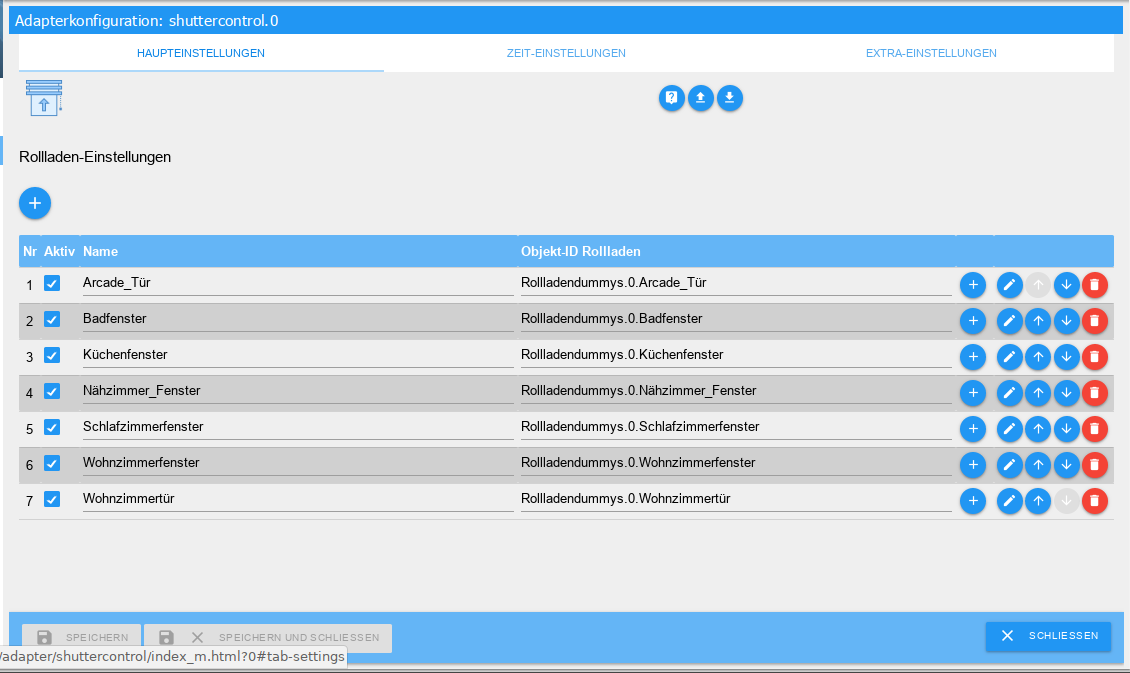 Adapterkonfiguration: shuttercontrol.0
HAUPTEINSTELLUNGEN ZEIT-EINSTELLUNGEN EXTRA-EINSTELLUNGEN
Rollladen-Einstellungen
Nr Aktiv Name Objekt-ID Rollladen
1 Arcade_Tür Rollladendummys.0.Arcade_Tür
2 Badfenster Rollladendummys.0.Badfenster
3 Küchenfenster Rollladendummys.0.Küchenfenster
4 Nähzimmer_Fenster Rollladendummys.0.Nähzimmer_Fenster
5 Schlafzimmerfenster Rollladendummys.0.Schlafzimmerfenster
6 Wohnzimmerfenster Rollladendummys.0.Wohnzimmerfenster
7 Wohnzimmertür Rollladendummys.0.Wohnzimmertür
SPEICHERN SPEICHERN UND SCHLIESSEN SCHLIESSEN
/adapter/shuttercontrol/index_m.html?0#tab-settings